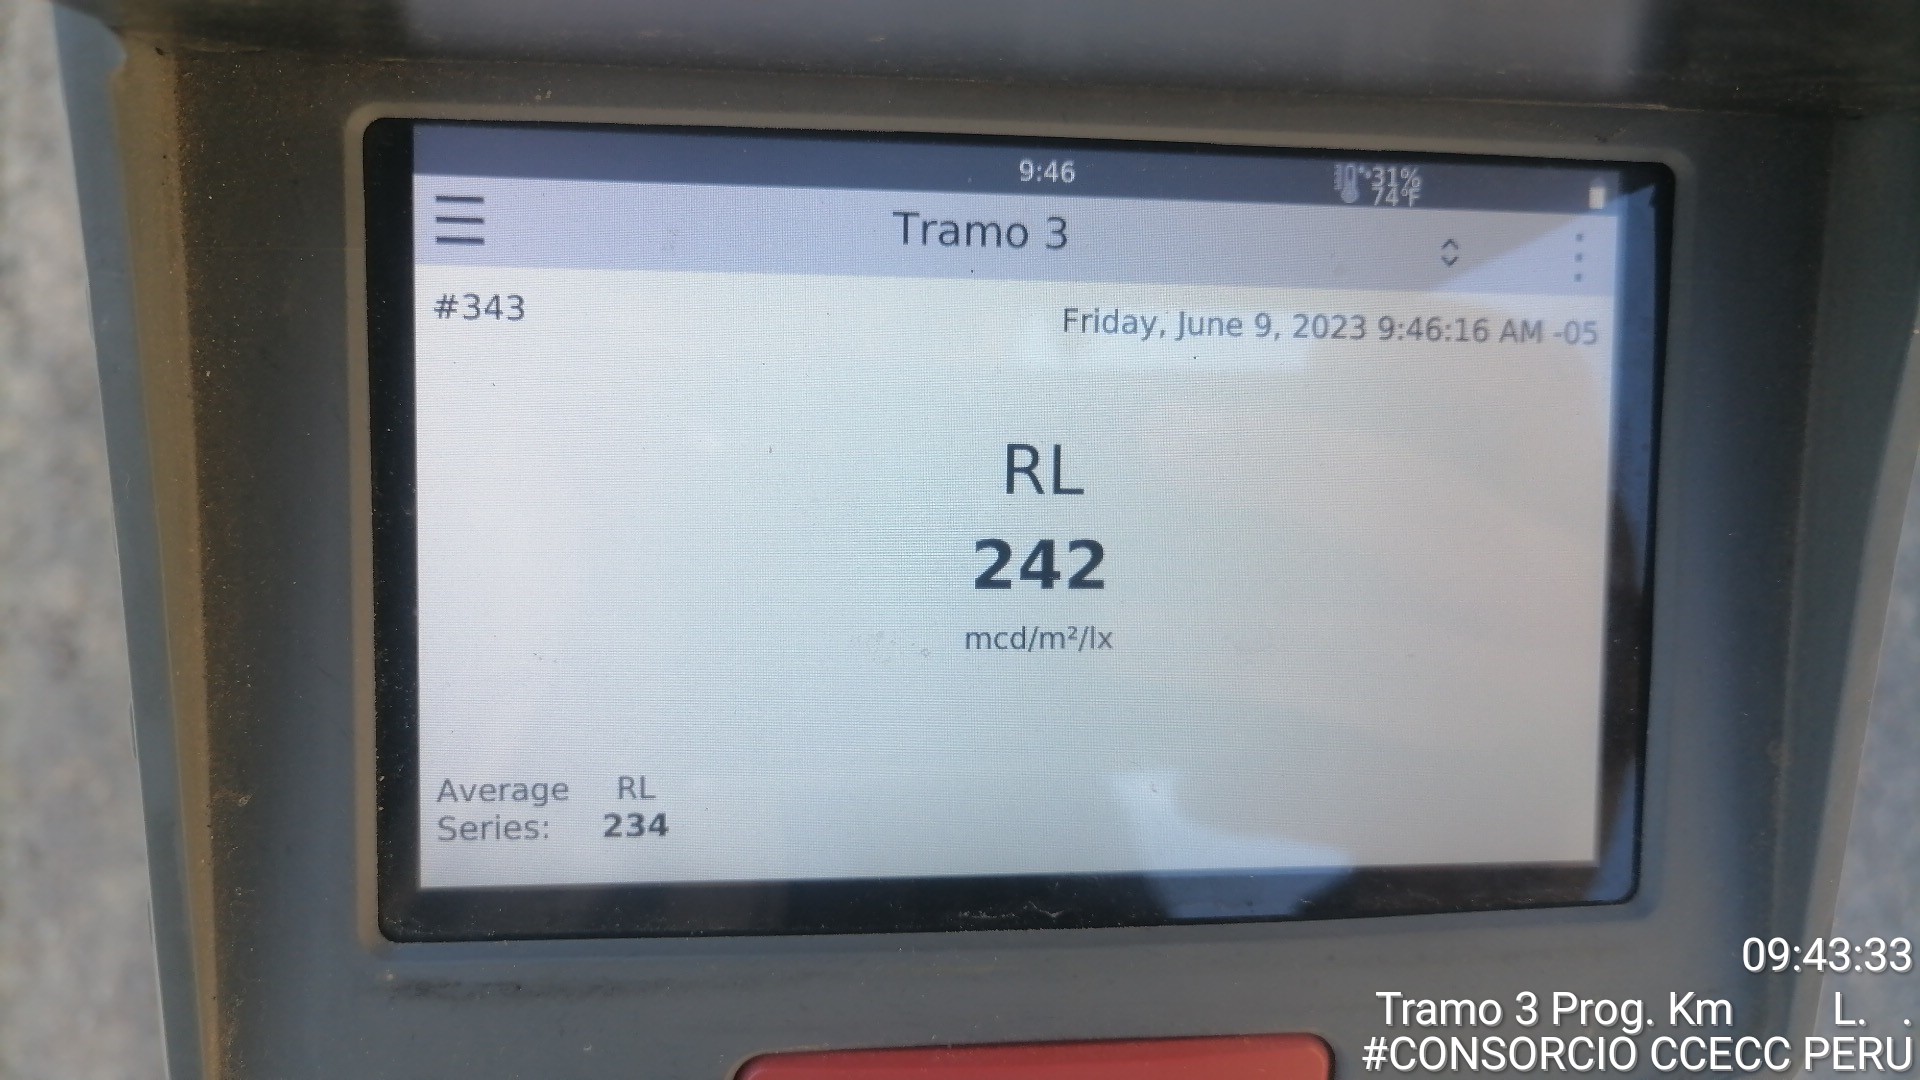 9:46
31%
74°F
Tramo 3
#343
Friday, June 9, 2023 9:46:16 AM -05
RL
242
mcd/m²/lx
Average RL
Series: 234
09:43:33
Tramo 3 Prog. Km L. .
#CONSORCIO CCECC PERU